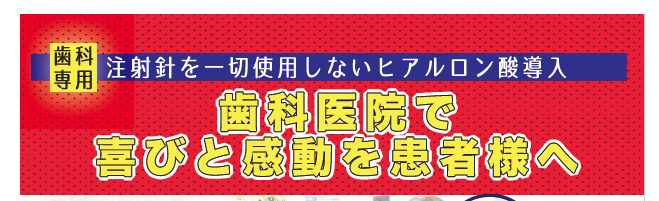 歯科
専用
注射針を一切使用しないヒアルロン酸導入
歯科医院で
喜びと感動を患者様へ